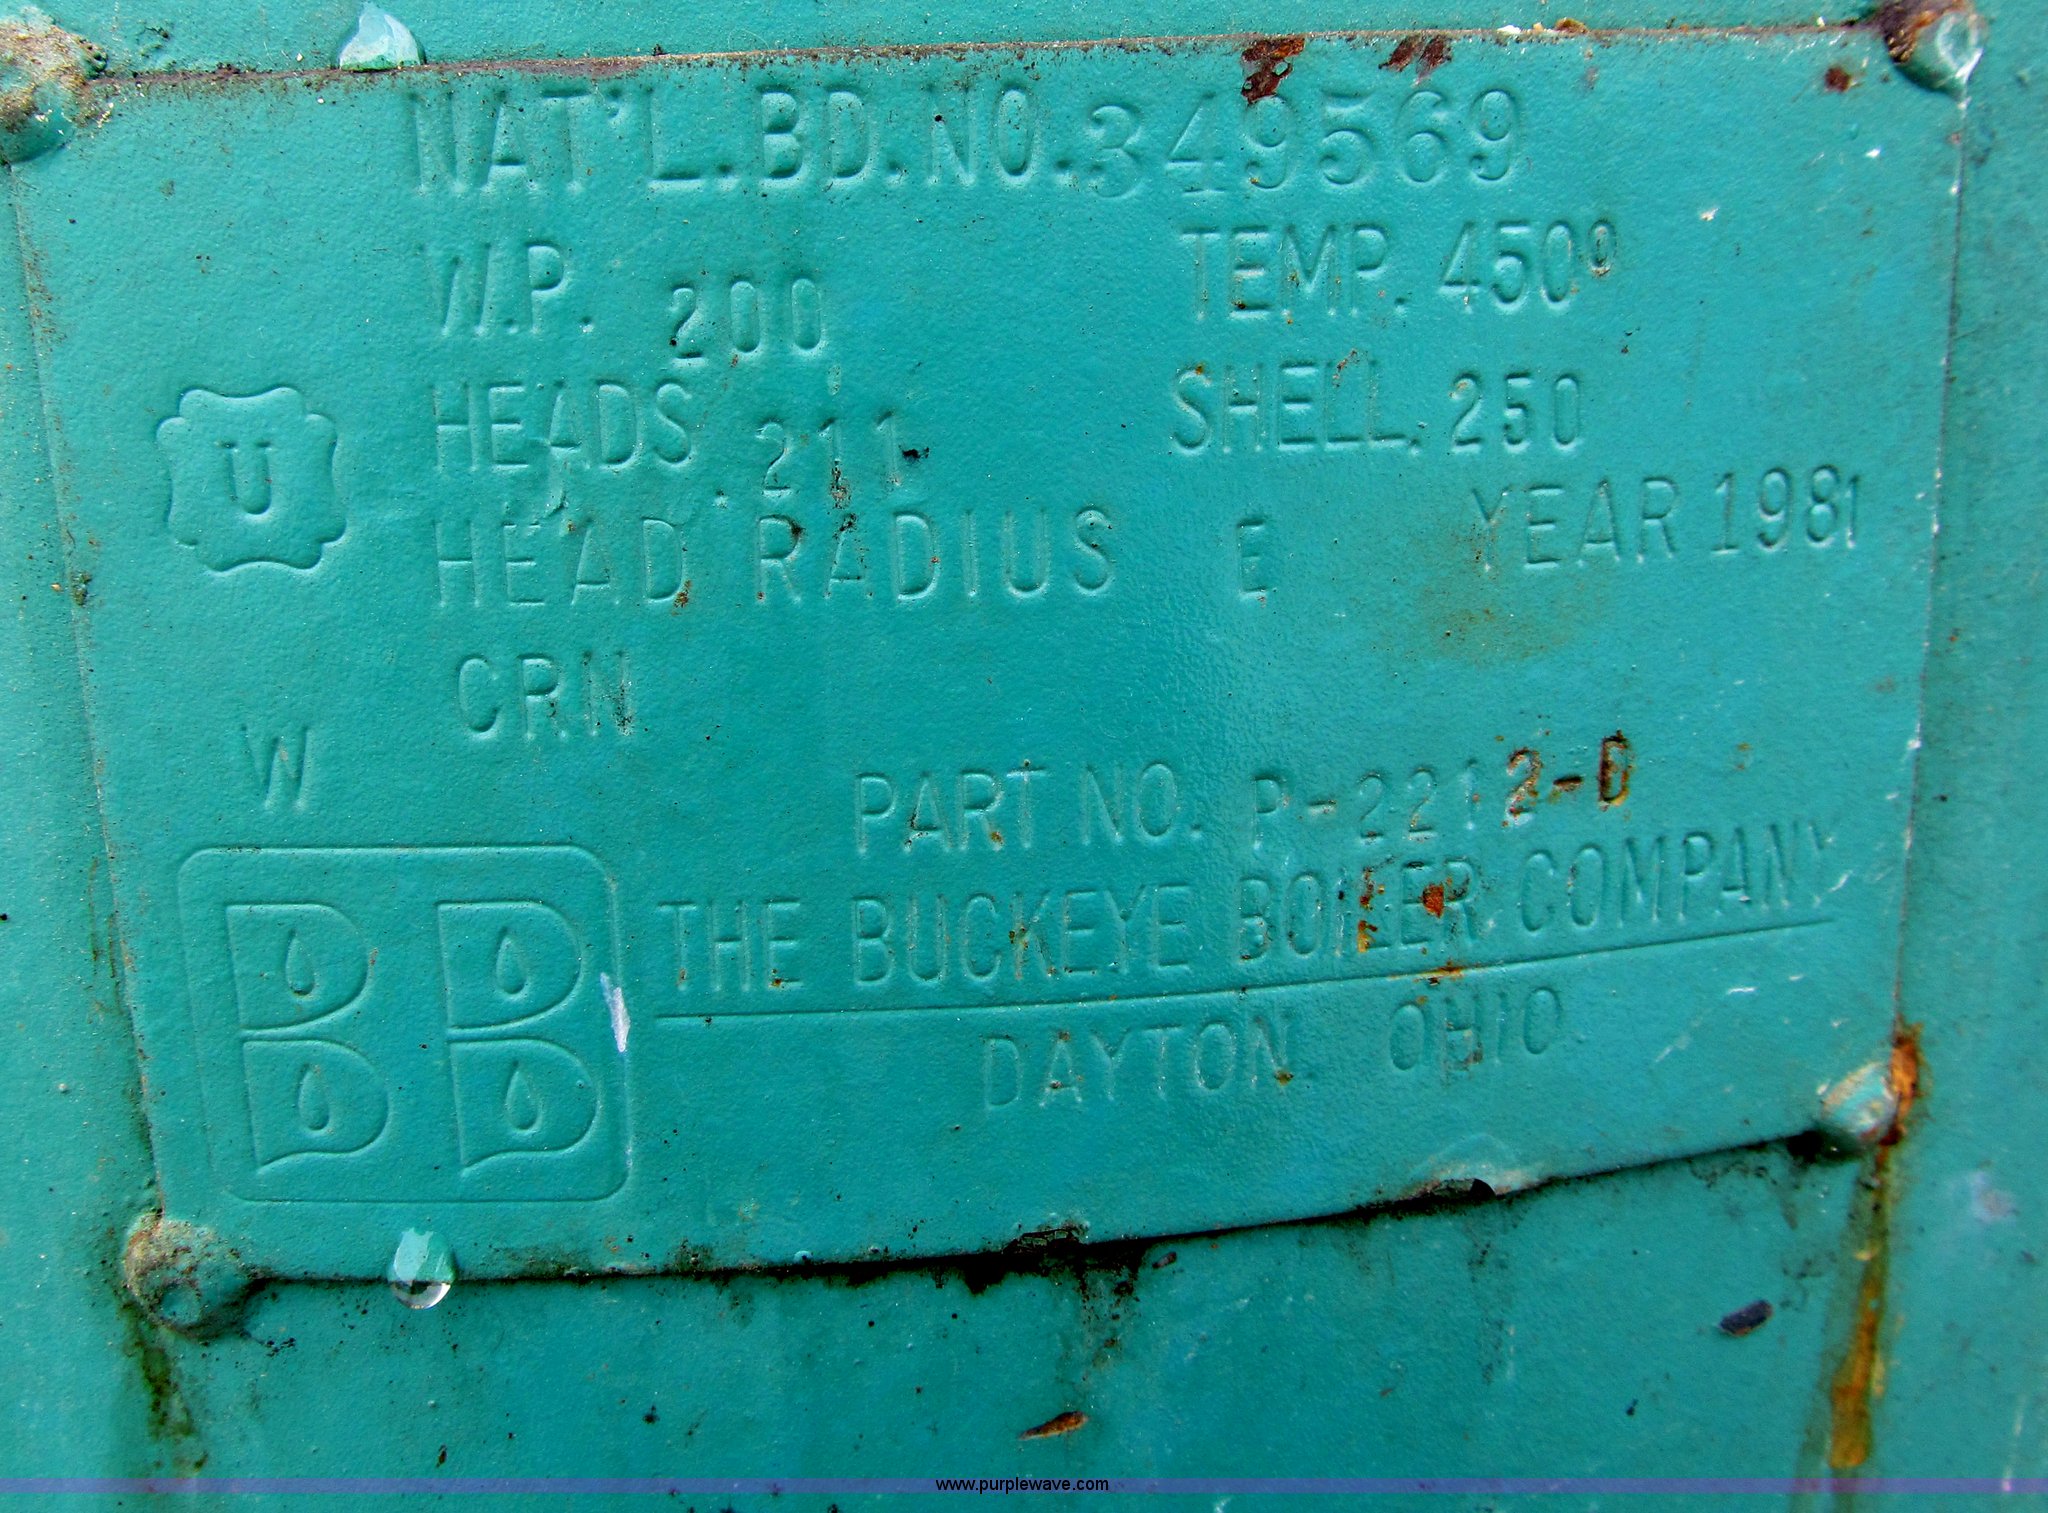 NAT'L.BD.NO.349569
W.P. 200 TEMP. 450°
U HEADS .211 SHELL .250
HEAD RADIUS E YEAR 1981
CRN
W
PART NO. P-2212-D
THE BUCKEYE BOILER COMPANY
DAYTON. OHIO.
www.purplewave.com